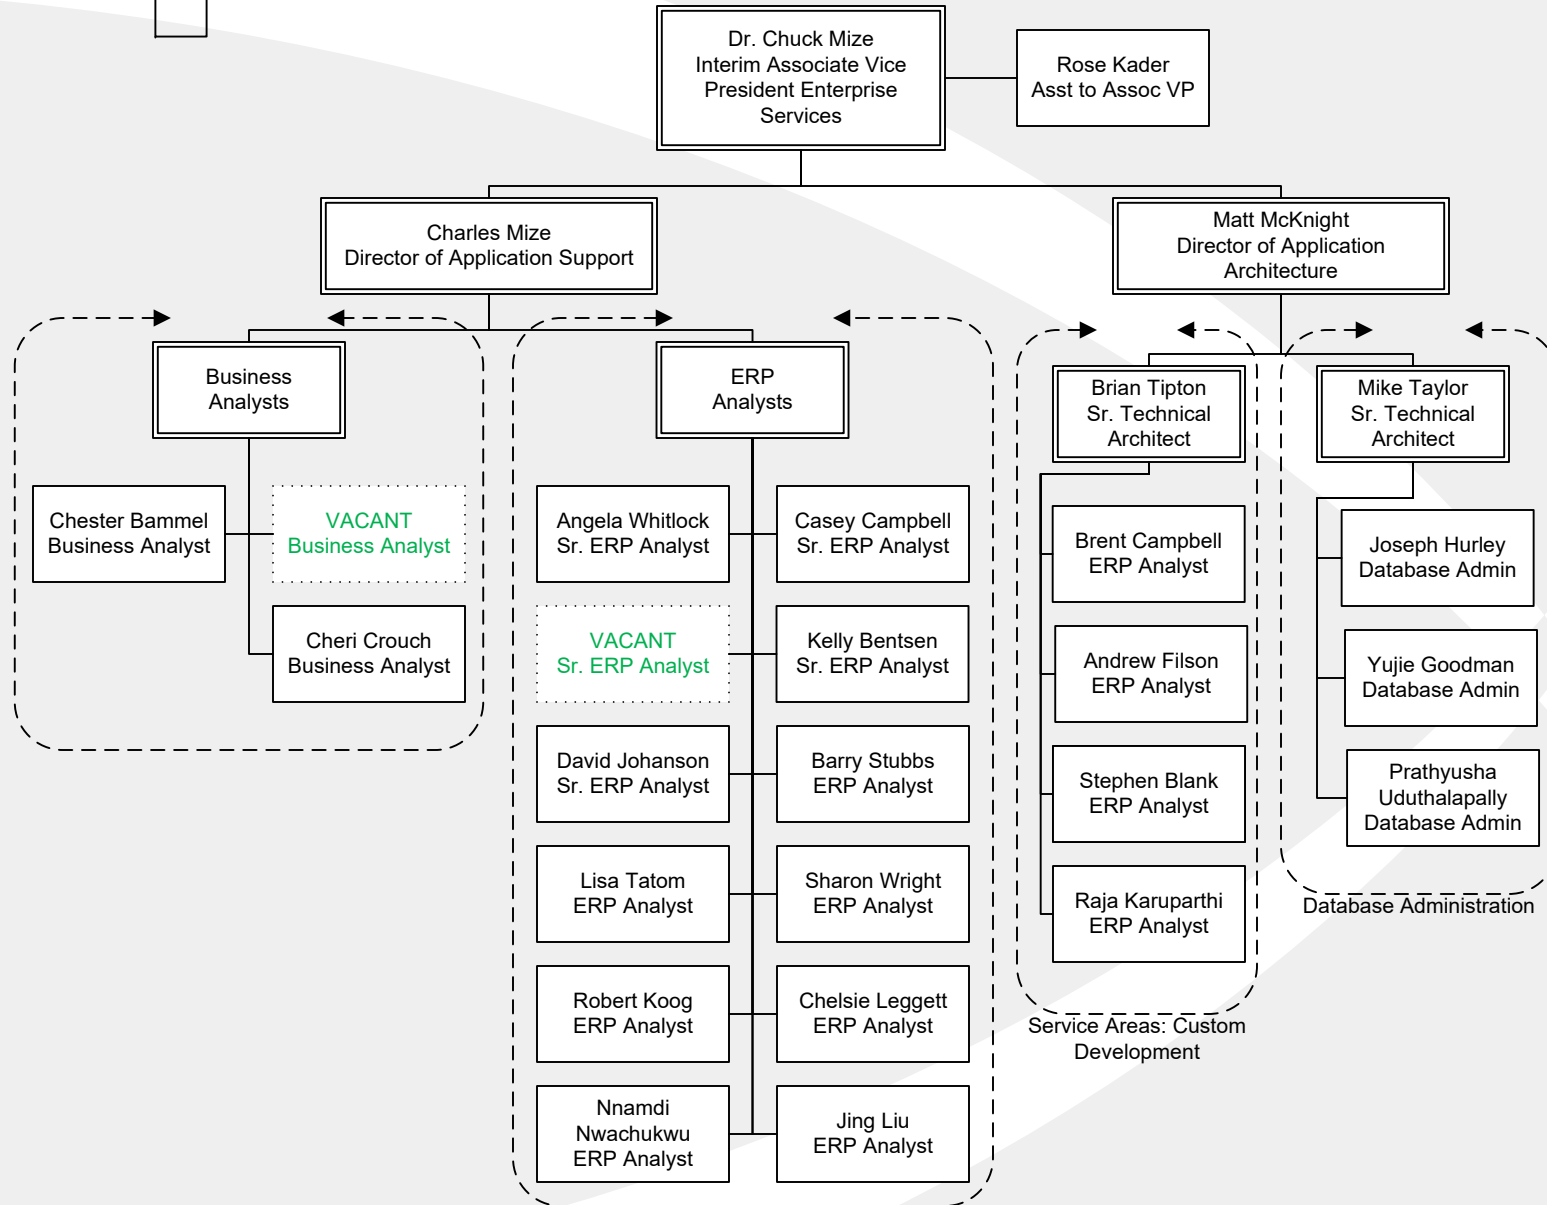 Dr. Chuck Mize
Interim Associate Vice
President Enterprise
Services
Rose Kader
Asst to Assoc VP
Charles Mize
Director of Application Support
Matt McKnight
Director of Application
Architecture
Business
Analysts
ERP
Analysts
Brian Tipton
Sr. Technical
Architect
Mike Taylor
Sr. Technical
Architect
Chester Bammel
Business Analyst
VACANT
Business Analyst
Cheri Crouch
Business Analyst
Angela Whitlock
Sr. ERP Analyst
Casey Campbell
Sr. ERP Analyst
VACANT
Sr. ERP Analyst
Kelly Bentsen
Sr. ERP Analyst
David Johanson
Sr. ERP Analyst
Barry Stubbs
ERP Analyst
Lisa Tatom
ERP Analyst
Sharon Wright
ERP Analyst
Robert Koog
ERP Analyst
Chelsie Leggett
ERP Analyst
Nnamdi
Nwachukwu
ERP Analyst
Jing Liu
ERP Analyst
Brent Campbell
ERP Analyst
Andrew Filson
ERP Analyst
Stephen Blank
ERP Analyst
Raja Karuparthi
ERP Analyst
Service Areas: Custom
Development
Joseph Hurley
Database Admin
Yujie Goodman
Database Admin
Prathyusha
Uduthalapally
Database Admin
Database Administration